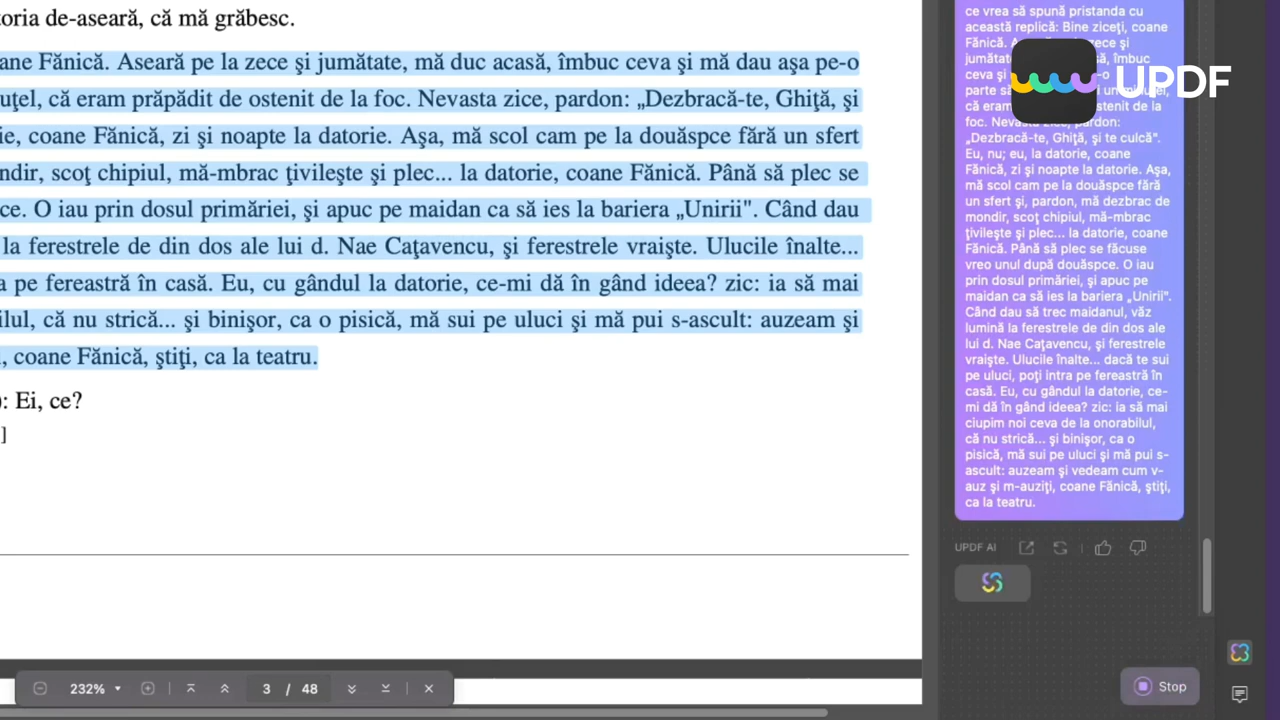 toria de-aseară, că mă grăbesc.
ane Fănică. Aseară pe la zece şi jumătate, mă duc acasă, îmbuc ceva şi mă dau aşa pe-o
uţel, că eram prăpădit de ostenit de la foc. Nevasta zice, pardon: „Dezbracă-te, Ghiţă, şi
ie, coane Fănică, zi şi noapte la datorie. Aşa, mă scol cam pe la douăspce fără un sfert
ndir, scoţ chipiul, mă-mbrac ţivileşte şi plec... la datorie, coane Fănică. Până să plec se
ce. O iau prin dosul primăriei, şi apuc pe maidan ca să ies la bariera „Unirii". Când dau
la ferestrele de din dos ale lui d. Nae Caţavencu, şi ferestrele vraişte. Ulucile înalte...
a pe fereastră în casă. Eu, cu gândul la datorie, ce-mi dă în gând ideea? zic: ia să mai
ilul, că nu strică... şi binişor, ca o pisică, mă sui pe uluci şi mă pui s-ascult: auzeam şi
, coane Fănică, ştiţi, ca la teatru.
): Ei, ce?
]
232%
3 / 48
ce vrea să spună pristanda cu
această replică: Bine ziceţi, coane
Fănică. zece şi
jumătate îmbuc
ceva şi
parte
că eram ostenit de la
foc. Nevasta zice, pardon:
„Dezbracă-te, Ghiţă, şi te culcă".
Eu, nu; eu, la datorie, coane
Fănică, zi şi noapte la datorie. Aşa,
mă scol cam pe la douăspce fără
un sfert şi, pardon, mă dezbrac de
mondir, scoţ chipiul, mă-mbrac
ţivileşte şi plec... la datorie, coane
Fănică. Până să plec se făcuse
vreo unul după douăspce. O iau
prin dosul primăriei, şi apuc pe
maidan ca să ies la bariera „Unirii".
Când dau să trec maidanul, văz
lumină la ferestrele de din dos ale
lui d. Nae Caţavencu, şi ferestrele
vraişte. Ulucile înalte... dacă te sui
pe uluci, poţi intra pe fereastră în
casă. Eu, cu gândul la datorie, ce-
mi dă în gând ideea? zic: ia să mai
ciupim noi ceva de la onorabilul,
că nu strică... şi binişor, ca o
pisică, mă sui pe uluci şi mă pui s-
ascult: auzeam şi vedeam cum v-
auz şi m-auziţi, coane Fănică, ştiţi,
ca la teatru.
UPDF
UPDF AI
Stop